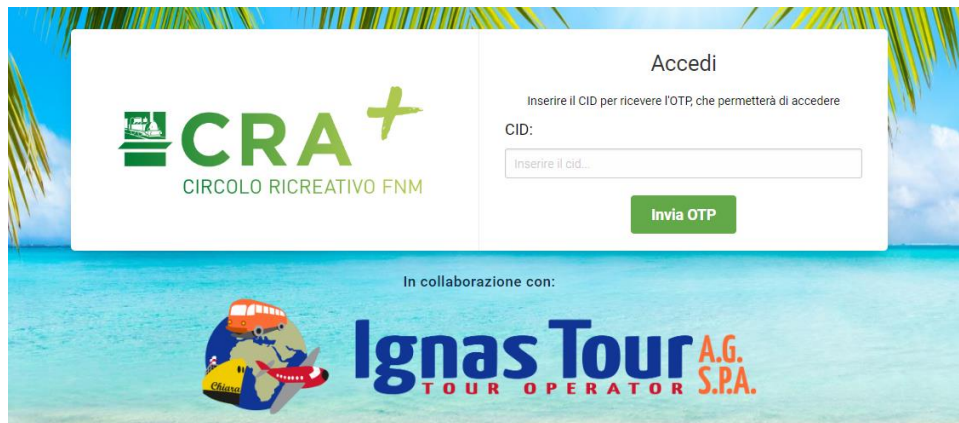 CRA+
CIRCOLO RICREATIVO FNM
Accedi
Inserire il CID per ricevere l'OTP, che permetterà di accedere
CID:
Inserire il cid...
Invia OTP
In collaborazione con:
Chiara
Ignas Tour A.G. S.P.A.
TOUR OPERATOR